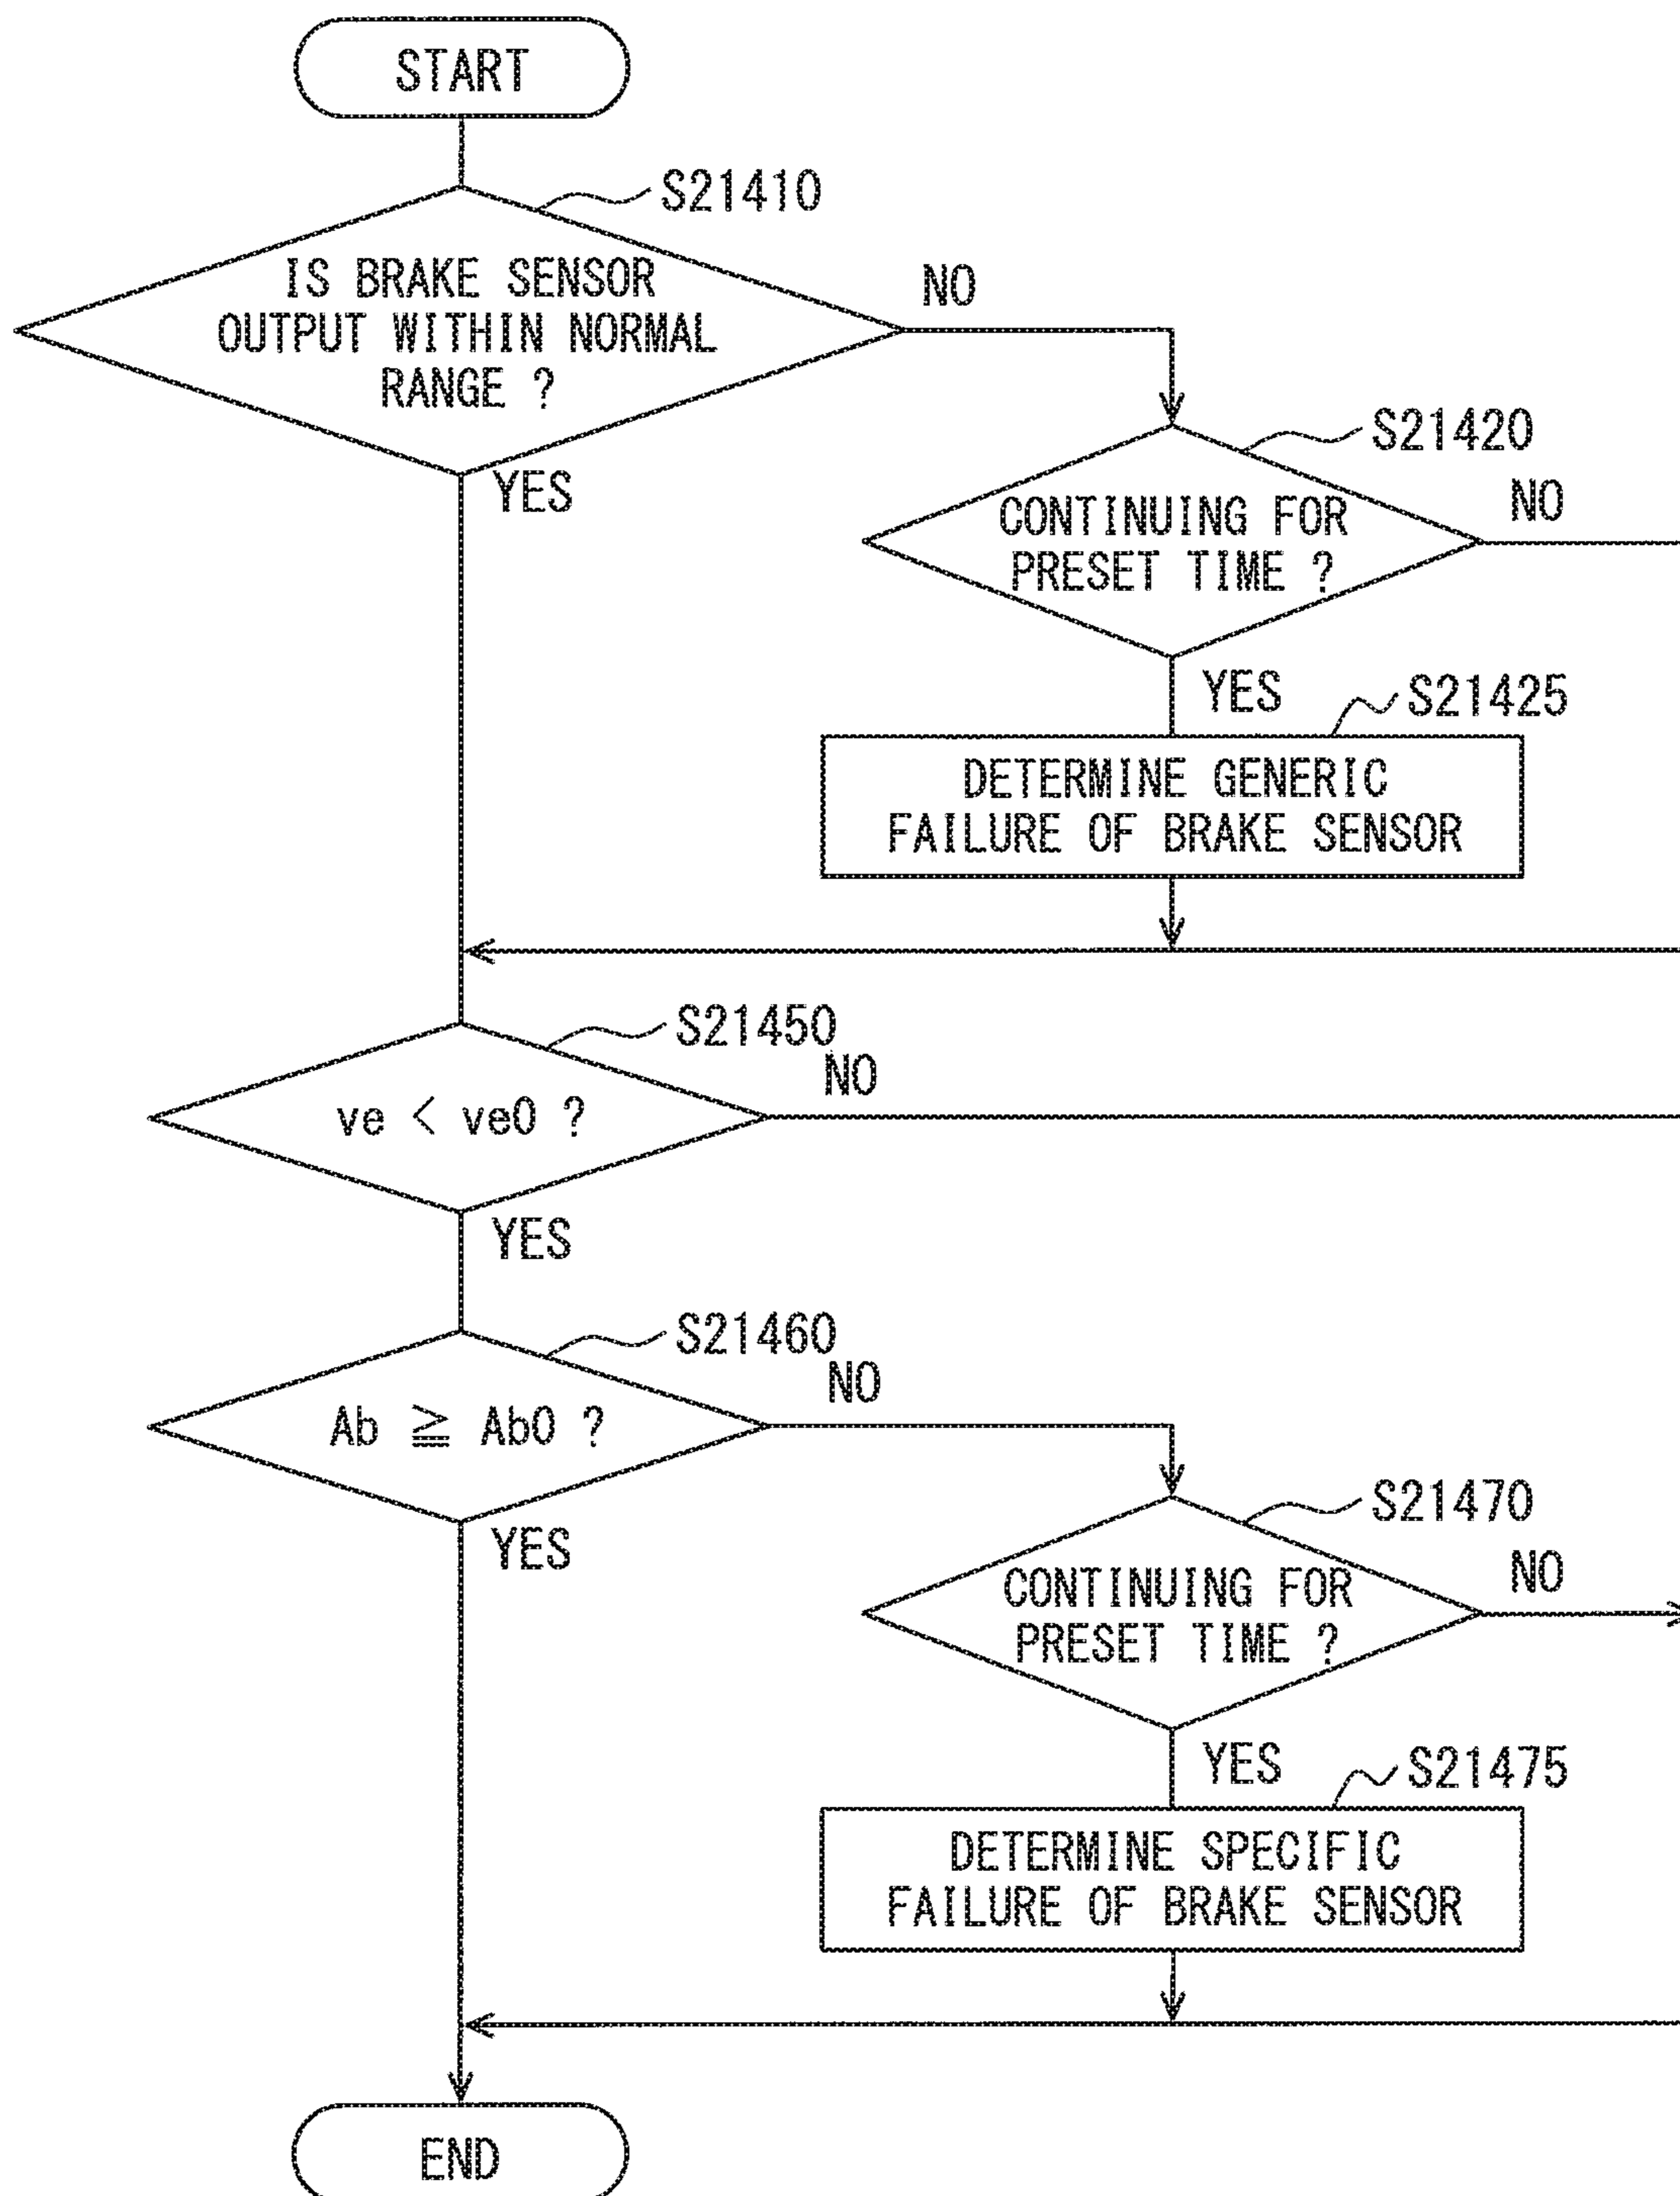 START
S21410
IS BRAKE SENSOR
OUTPUT WITHIN NORMAL
RANGE ?
NO
YES
S21420
CONTINUING FOR
PRESET TIME ?
NO
YES
S21425
DETERMINE GENERIC
FAILURE OF BRAKE SENSOR
S21450
ve < ve0 ?
NO
YES
S21460
Ab ≧ Ab0 ?
NO
YES
S21470
CONTINUING FOR
PRESET TIME ?
NO
YES
S21475
DETERMINE SPECIFIC
FAILURE OF BRAKE SENSOR
END